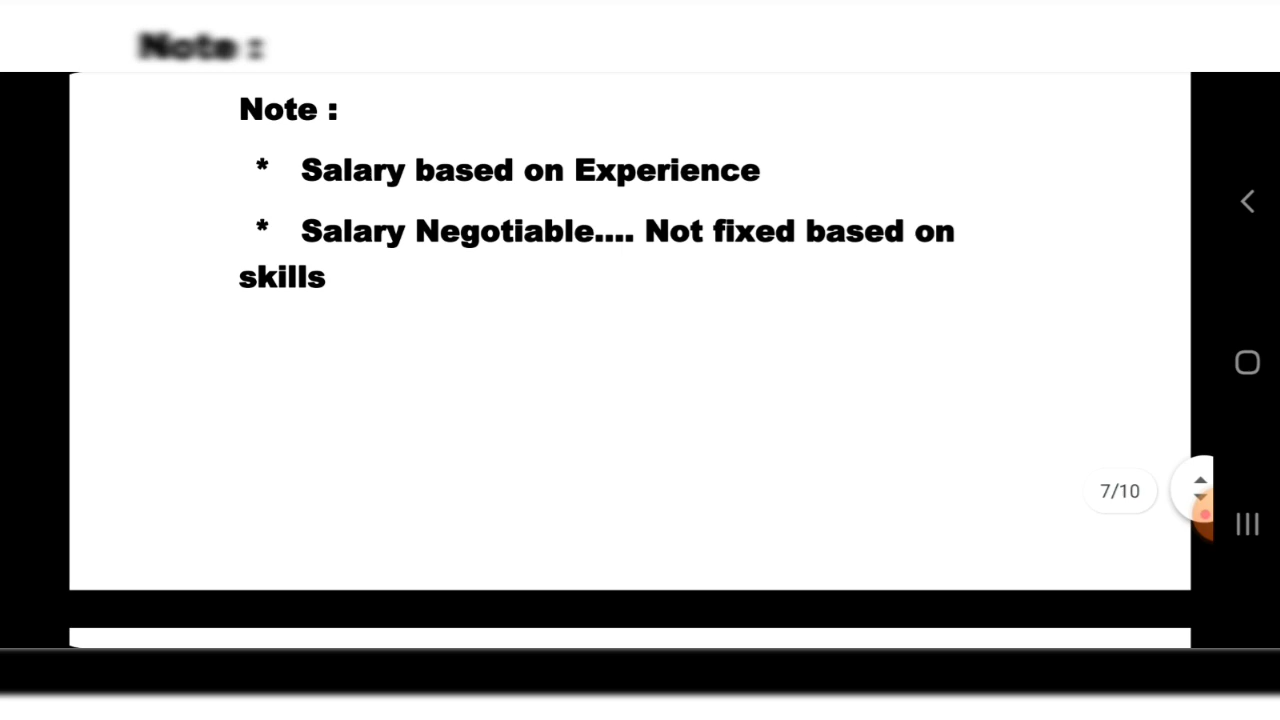 Note :
Note :
* Salary based on Experience
* Salary Negotiable.... Not fixed based on
skills
7/10